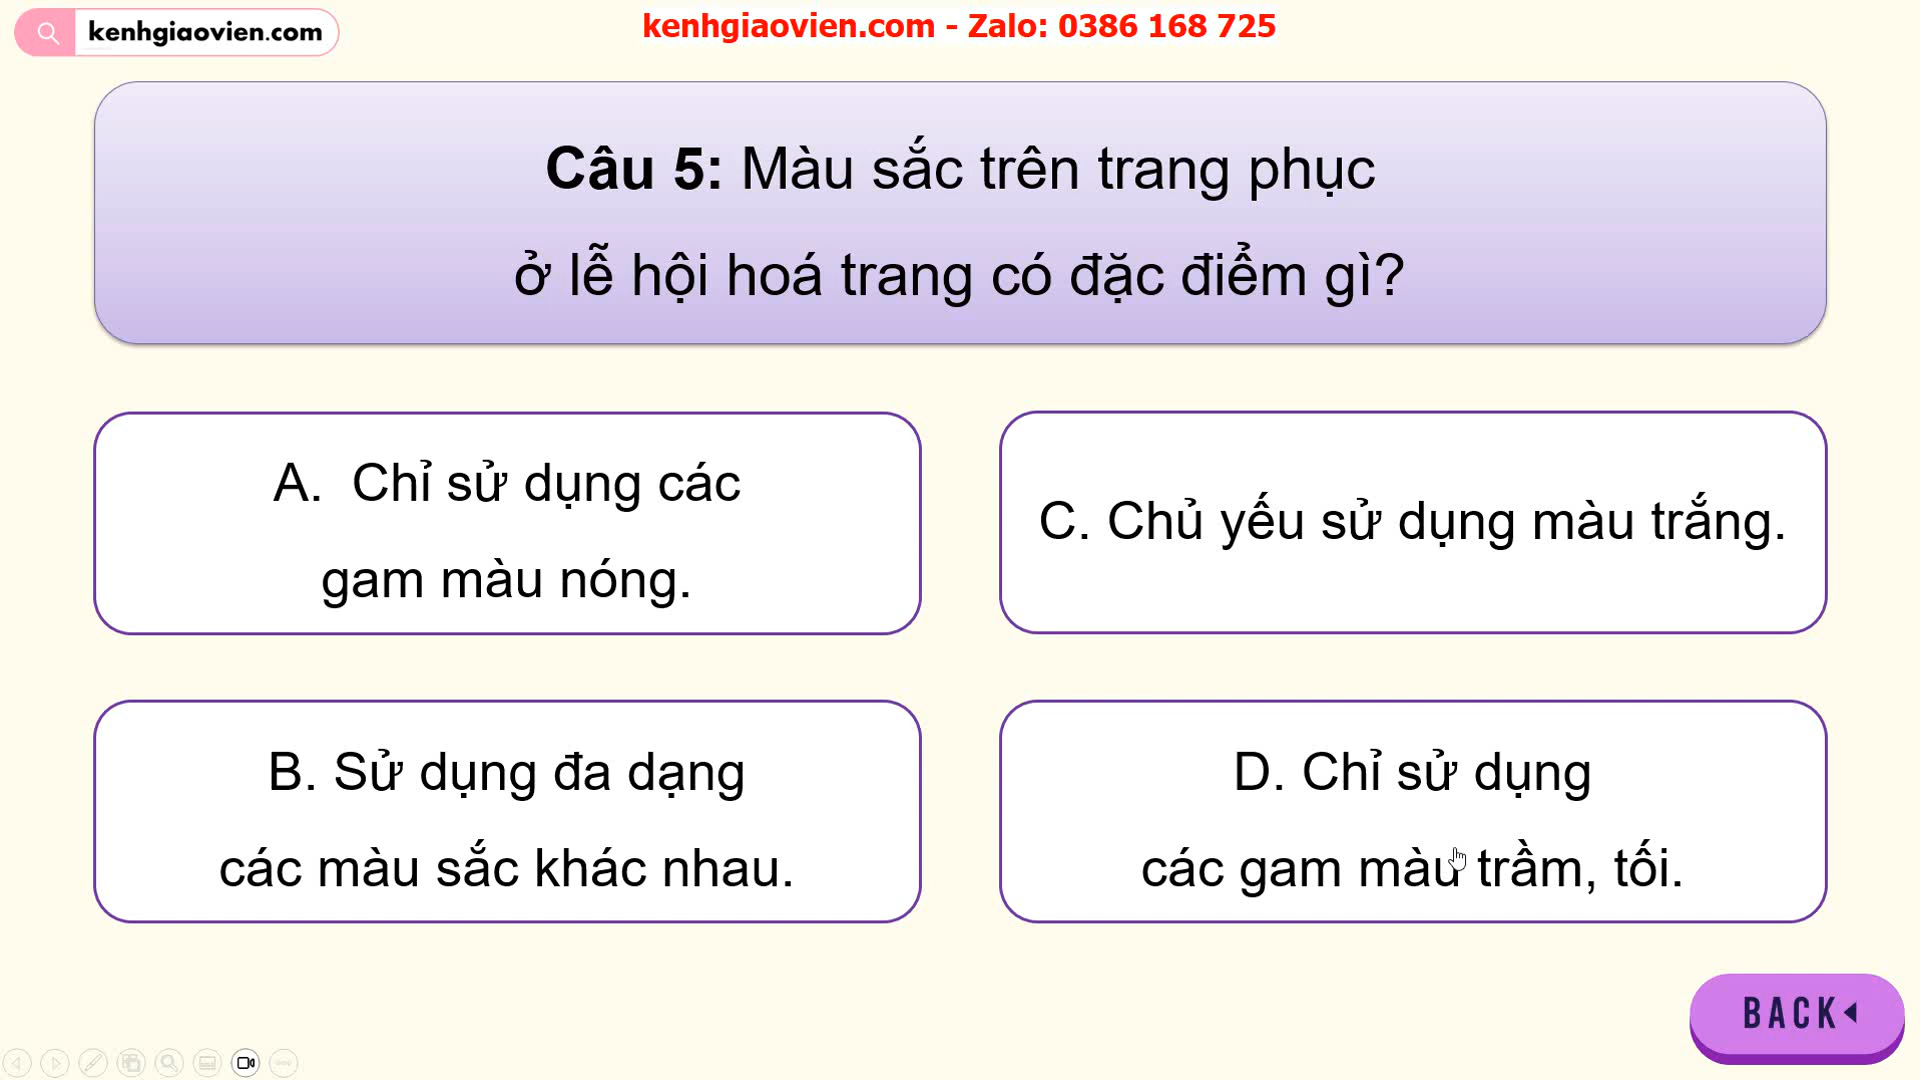 kenhgiaovien.com
kenhgiaovien.com - Zalo: 0386 168 725
Câu 5: Màu sắc trên trang phục
ở lễ hội hoá trang có đặc điểm gì?
A. Chỉ sử dụng các
gam màu nóng.
C. Chủ yếu sử dụng màu trắng.
B. Sử dụng đa dạng
các màu sắc khác nhau.
D. Chỉ sử dụng
các gam màu trầm, tối.
BACK